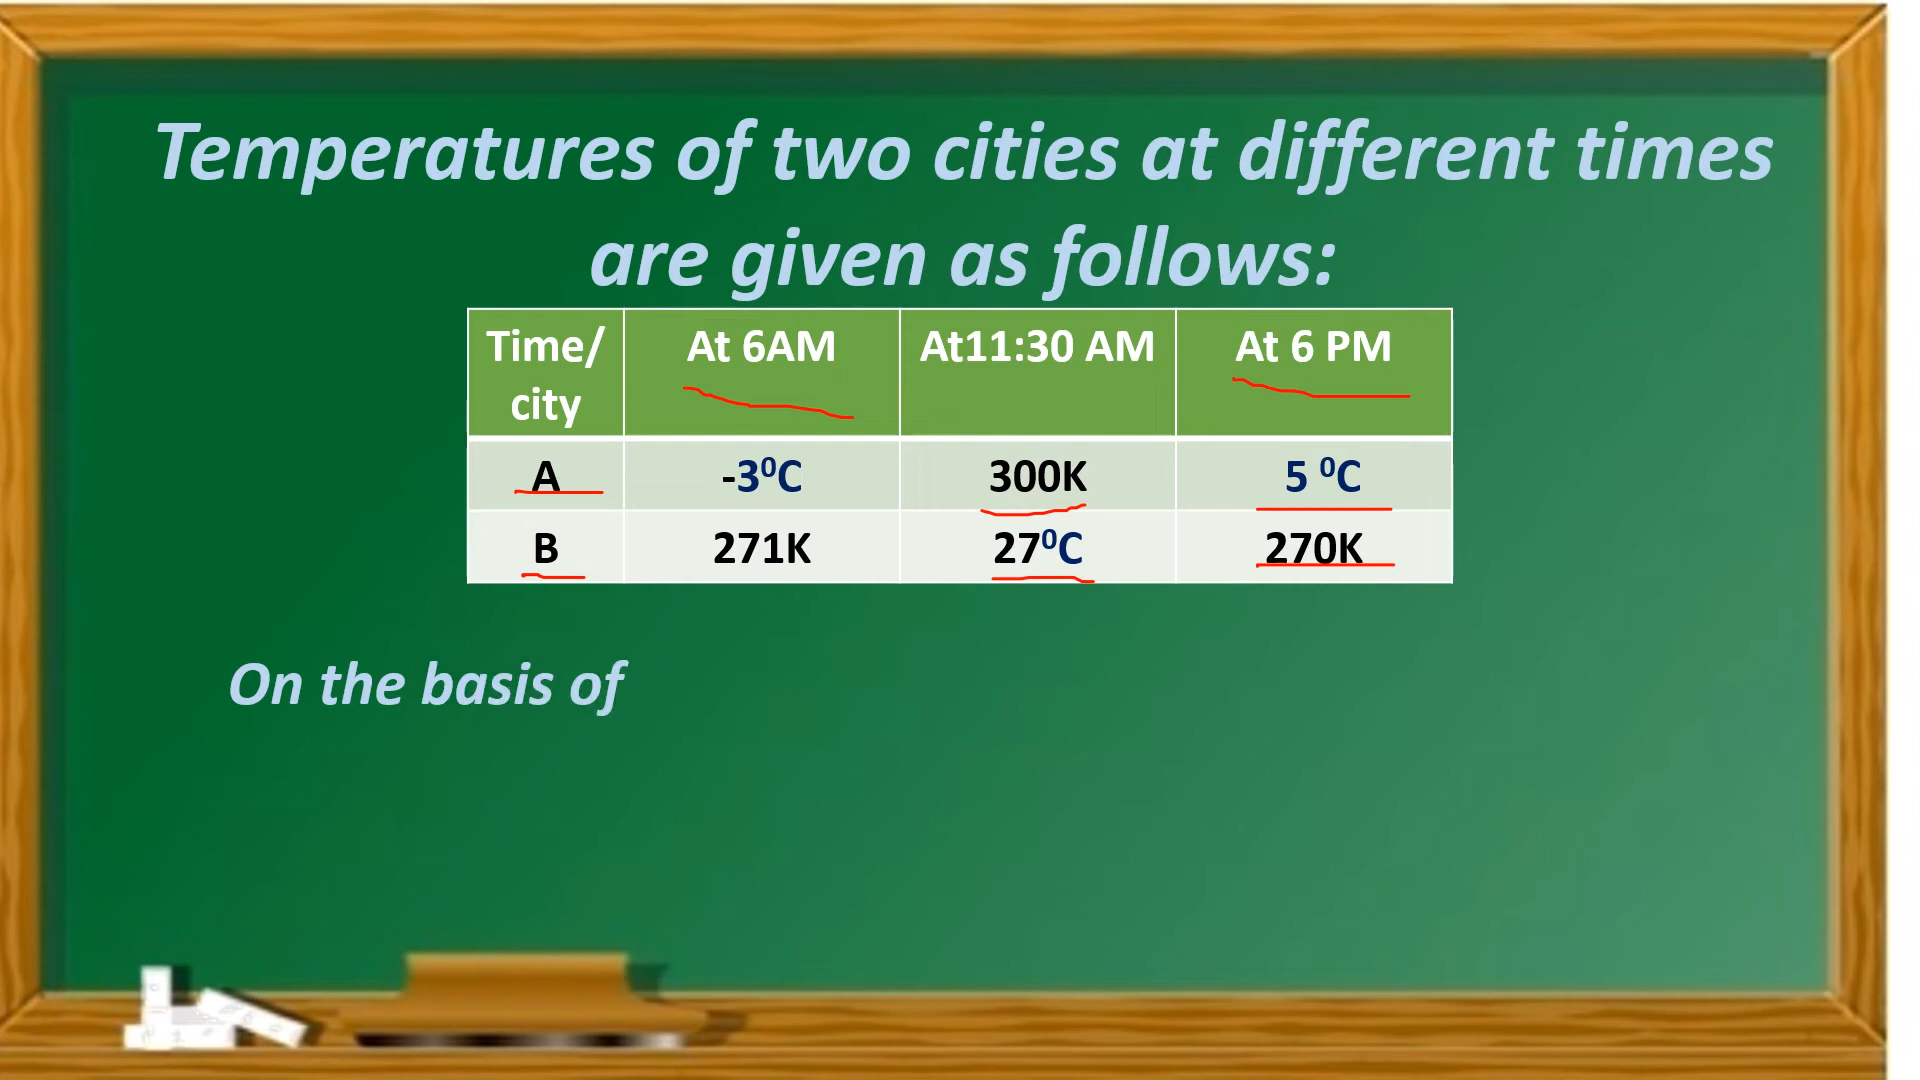 Temperatures of two cities at different times
are given as follows:
Time/ At 6AM At11:30 AM At 6 PM
city
A -3⁰C 300K 5 ⁰C
B 271K 27⁰C 270K
On the basis of